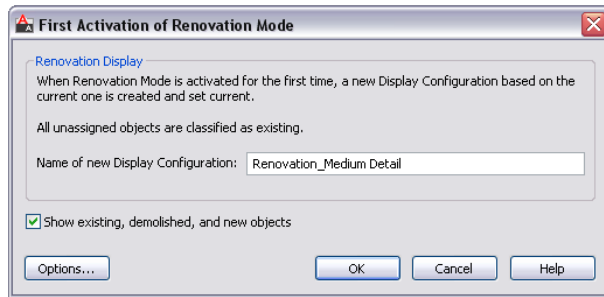 First Activation of Renovation Mode
Renovation Display
When Renovation Mode is activated for the first time, a new Display Configuration based on the
current one is created and set current.
All unassigned objects are classified as existing.
Name of new Display Configuration: Renovation_Medium Detail
Show existing, demolished, and new objects
Options... OK Cancel Help